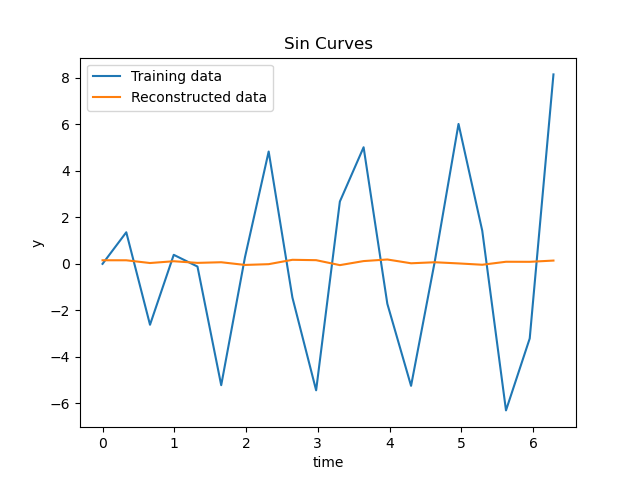 Sin Curves
Training data
Reconstructed data
8
6
4
2
0
−2
−4
−6
y
0 1 2 3 4 5 6
time